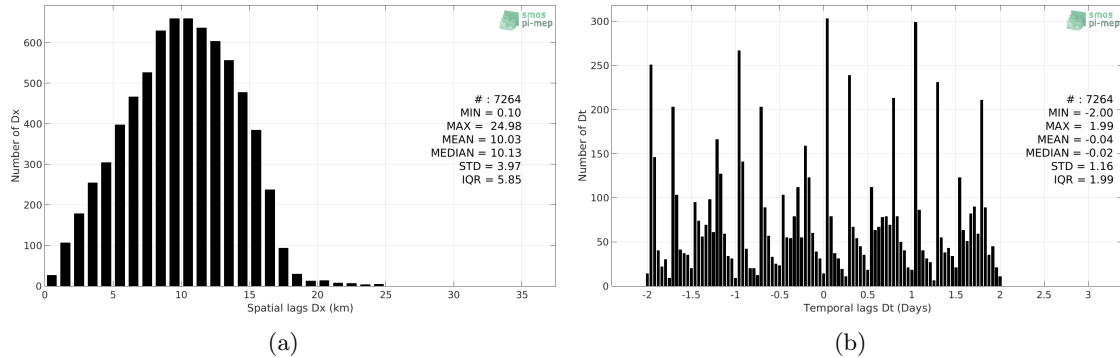 smos
pi-mep
600
500
400
300
200
100
0
Number of Dx
# : 7264
MIN = 0.10
MAX = 24.98
MEAN = 10.03
MEDIAN = 10.13
STD = 3.97
IQR = 5.85
0 5 10 15 20 25 30 35
Spatial lags Dx (km)
(a)
smos
pi-mep
300
250
200
150
100
50
0
Number of Dt
# : 7264
MIN = -2.00
MAX = 1.99
MEAN = -0.04
MEDIAN = -0.02
STD = 1.16
IQR = 1.99
-2 -1.5 -1 -0.5 0 0.5 1 1.5 2 2.5 3
Temporal lags Dt (Days)
(b)